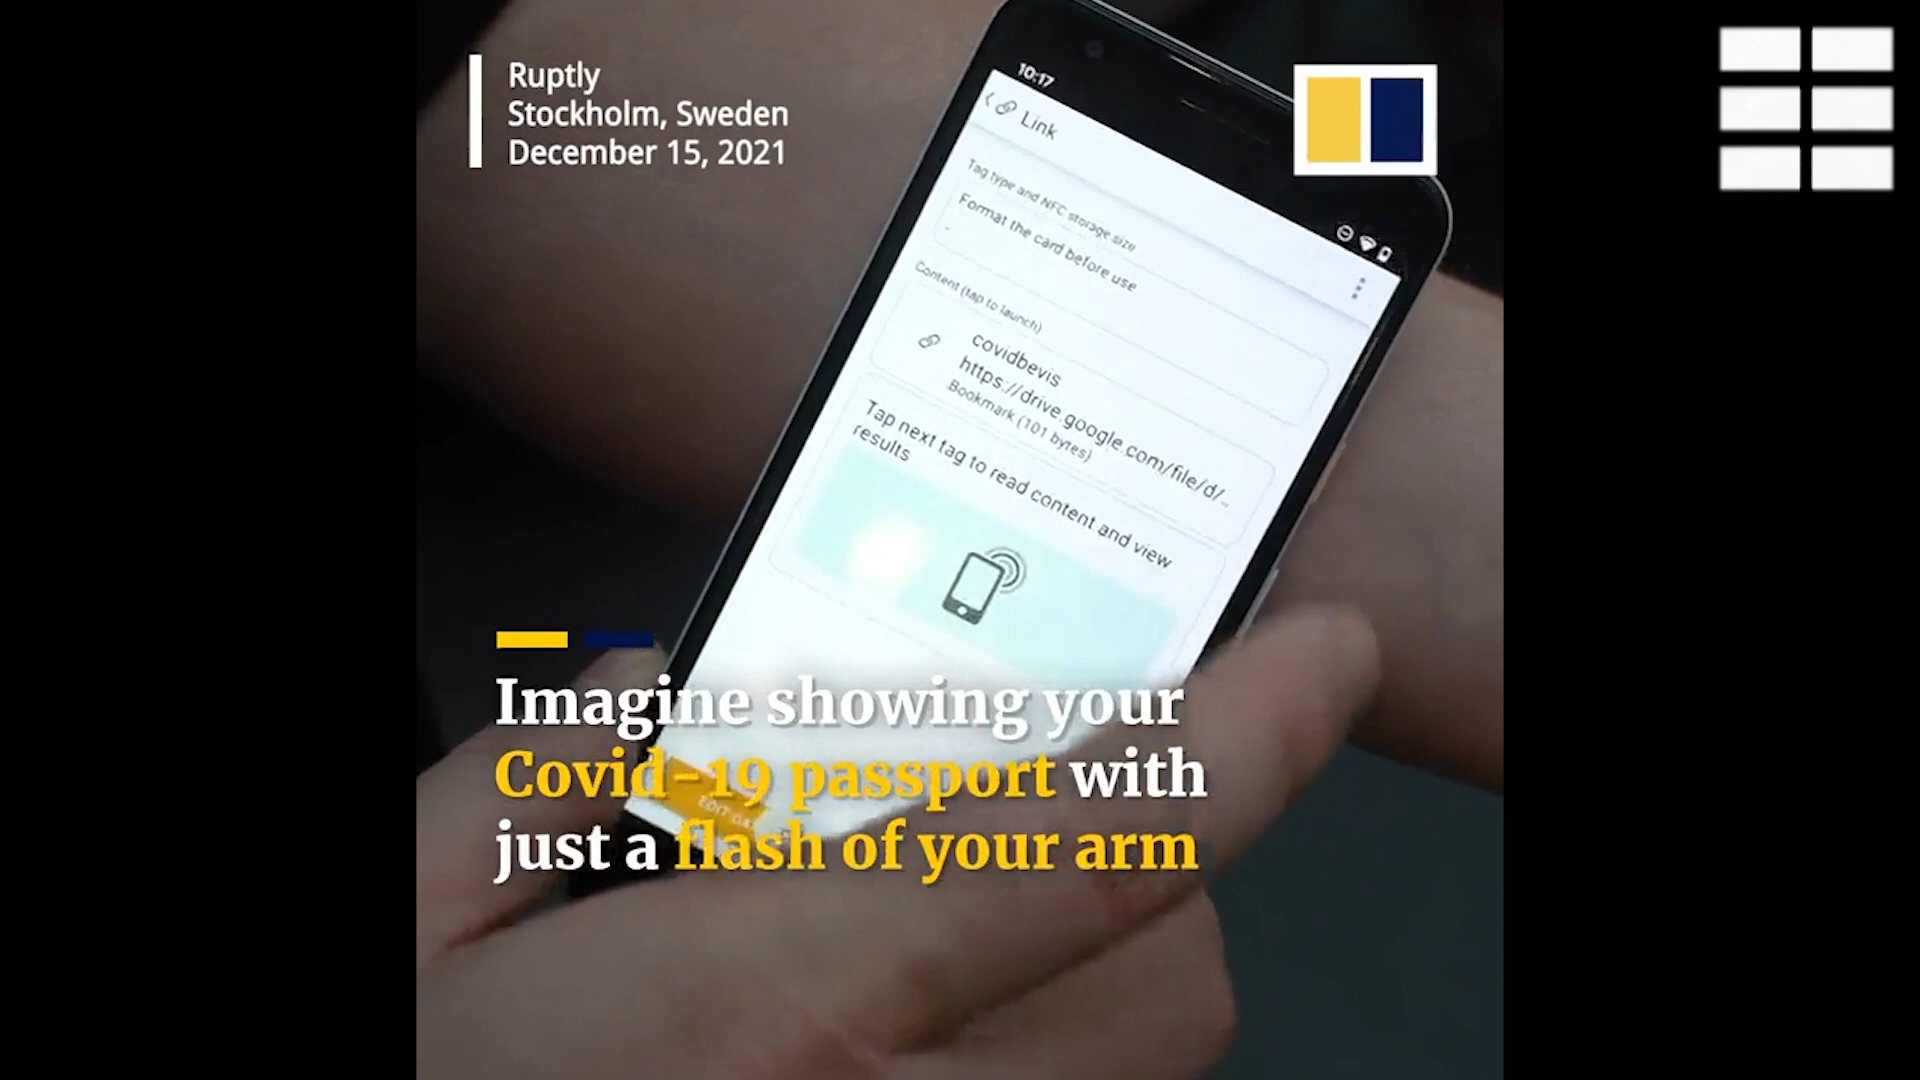 Ruptly
Stockholm, Sweden
December 15, 2021
10:17
Link
Tag type and NFC storage size
Format the card before use
-
Content (tap to launch)
covidbevis
https://drive.google.com/file/d/...
Bookmark (101 bytes)
Tap next tag to read content and view
results
Imagine showing your
Covid-19 passport with
just a flash of your arm
EDIT